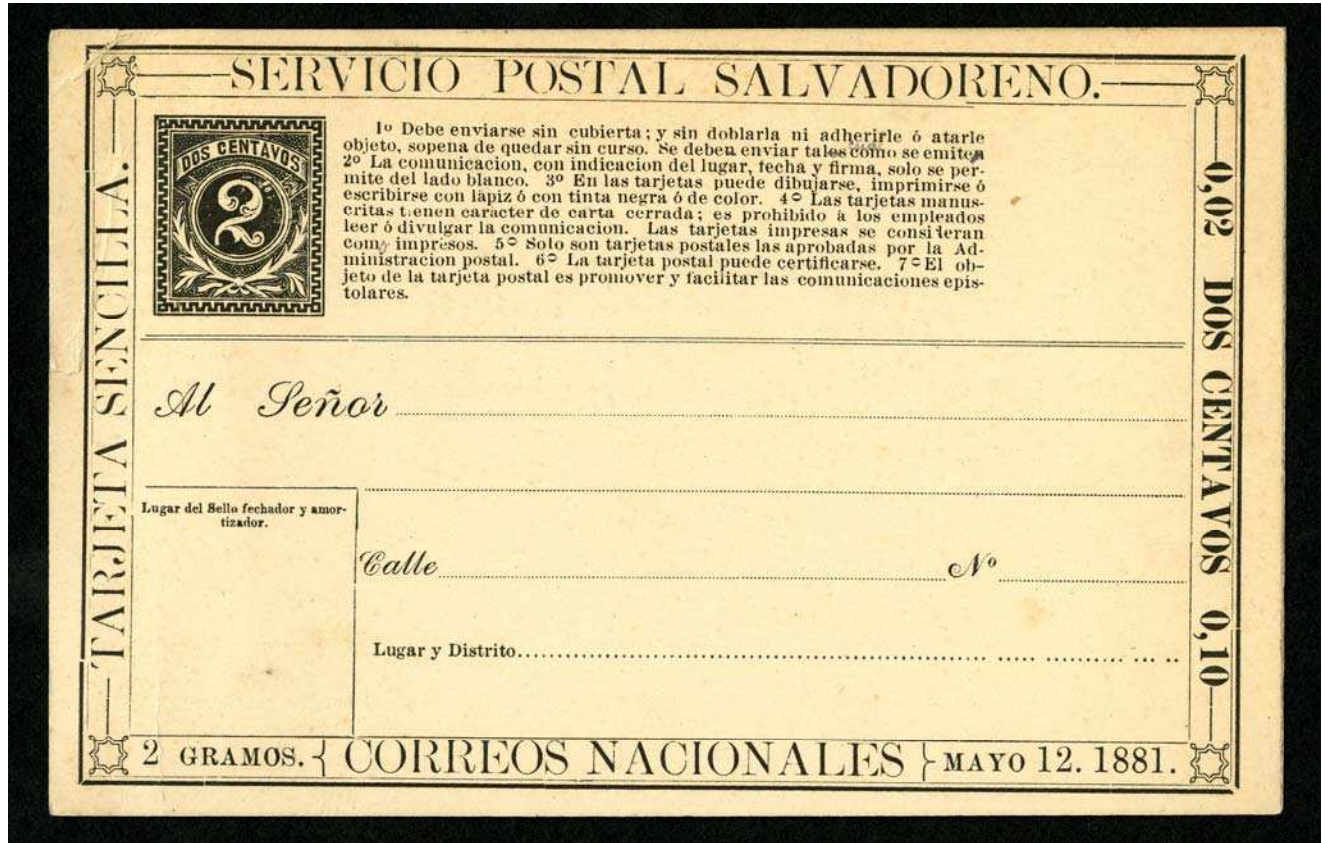 SERVICIO POSTAL SALVADORENO.
DOS CENTAVOS
2
1º Debe enviarse sin cubierta; y sin doblarla ni adherirle ó atarle
objeto, sopena de quedar sin curso. Se deben enviar tales como se emiten
2º La comunicacion, con indicacion del lugar, fecha y firma, solo se per-
mite del lado blanco. 3º En las tarjetas puede dibujarse, imprimirse ó
escribirse con lápiz ó con tinta negra ó de color. 4º Las tarjetas manus-
critas tienen carácter de carta cerrada; es prohibido á los empleados
leer ó divulgar la comunicacion. Las tarjetas impresas se consideran
como impresos. 5º Solo son tarjetas postales las aprobadas por la Ad-
ministracion postal. 6º La tarjeta postal puede certificarse. 7º El ob-
jeto de la tarjeta postal es promover y facilitar las comunicaciones epis-
tolares.
TARJETA SENCILLA.
0,02 DOS CENTAVOS 0,10
Al Señor
Lugar del Sello fechador y amor-
tizador.
Calle Nº
Lugar y Distrito
2 GRAMOS. { CORREOS NACIONALES } MAYO 12. 1881.